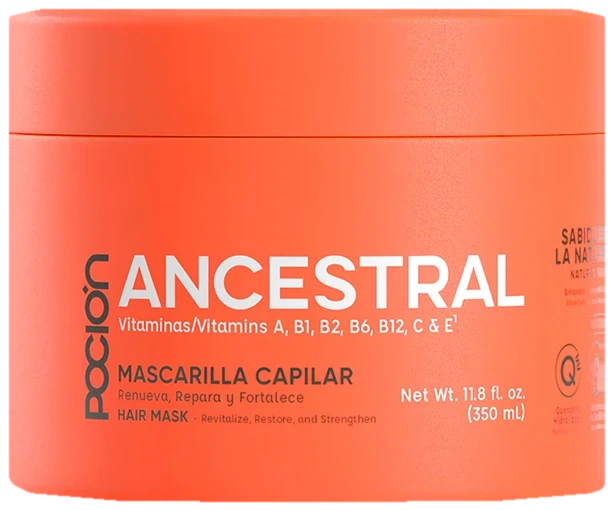 poción
ANCESTRAL
Vitaminas/Vitamins A, B1, B2, B6, B12, C & E¹
MASCARILLA CAPILAR
Renueva, Repara y Fortalece
HAIR MASK - Revitalize, Restore, and Strengthen
Net Wt. 11.8 fl. oz.
(350 mL)
LA